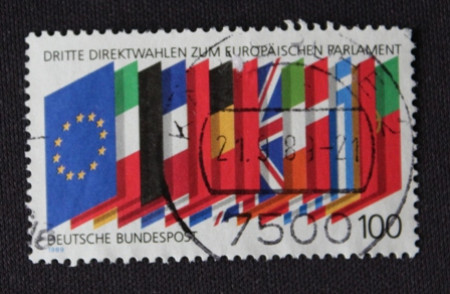 DRITTE DIREKTWAHLEN ZUM EUROPÄISCHEN PARLAMENT
DEUTSCHE BUNDESPOST
100
7500